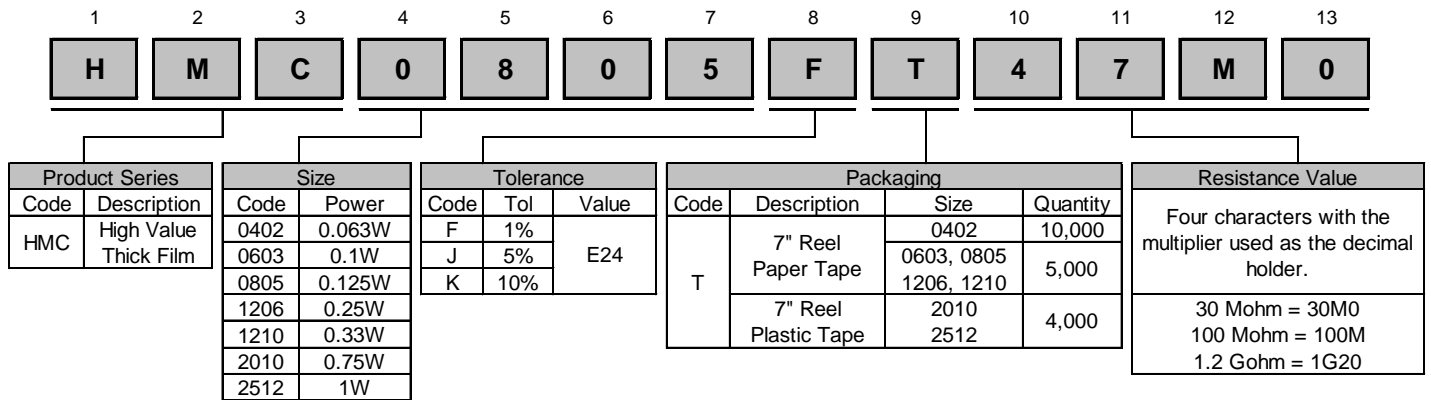 1 2 3 4 5 6 7 8 9 10 11 12 13
H M C 0 8 0 5 F T 4 7 M 0
Product Series
Code Description
HMC High Value
Thick Film
Size
Code Power
0402 0.063W
0603 0.1W
0805 0.125W
1206 0.25W
1210 0.33W
2010 0.75W
2512 1W
Tolerance
Code Tol Value
F 1%
J 5% E24
K 10%
Packaging
Code Description Size Quantity
T
7" Reel
Paper Tape
0402 10,000
0603, 0805
1206, 1210
5,000
7" Reel
Plastic Tape
2010
2512
4,000
Resistance Value
Four characters with the
multiplier used as the decimal
holder.
30 Mohm = 30M0
100 Mohm = 100M
1.2 Gohm = 1G20